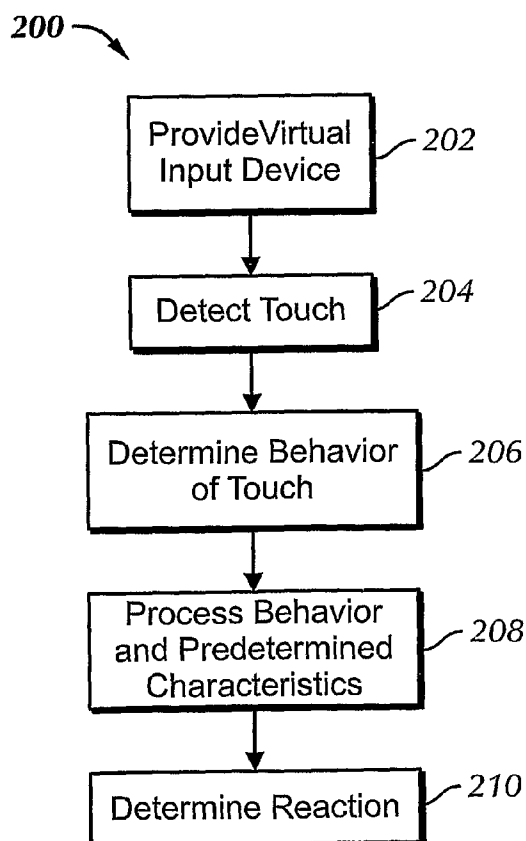 200
ProvideVirtual
Input Device
202
Detect Touch
204
Determine Behavior
of Touch
206
Process Behavior
and Predetermined
Characteristics
208
Determine Reaction
210